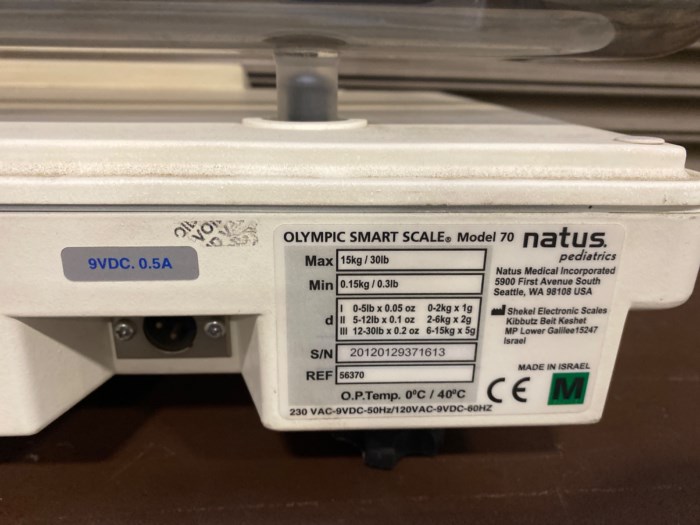 9VDC. 0.5A
VOI
OLYMPIC SMART SCALE® Model 70
natus.
pediatrics
Max 15kg / 30lb
Min 0.15kg / 0.3lb
d
I 0-5lb x 0.05 oz 0-2kg x 1g
II 5-12lb x 0.1 oz 2-6kg x 2g
III 12-30lb x 0.2 oz 6-15kg x 5g
S/N 20120129371613
REF 56370
O.P.Temp. 0°C / 40°C
230 VAC-9VDC-50Hz/120VAC-9VDC-60HZ
Natus Medical Incorporated
5900 First Avenue South
Seattle, WA 98108 USA
Shekel Electronic Scales
Kibbutz Beit Keshet
MP Lower Galilee15247
Israel
MADE IN ISRAEL
CE M